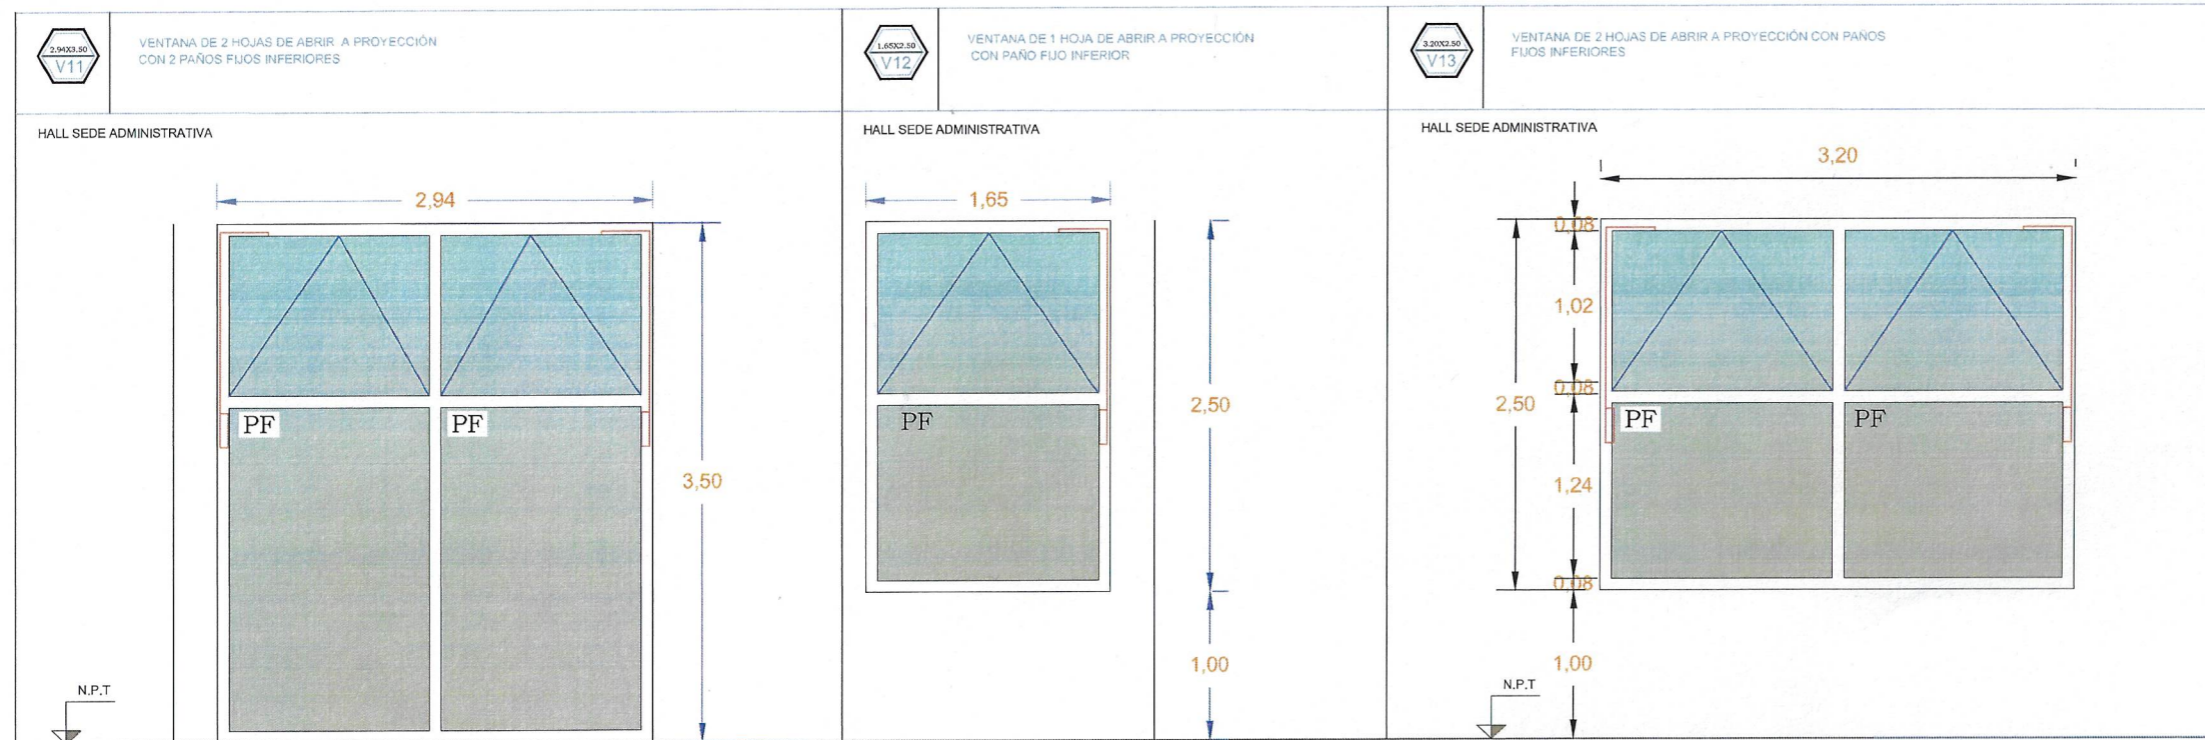 2.94X3.50
V11
VENTANA DE 2 HOJAS DE ABRIR A PROYECCIÓN
CON 2 PAÑOS FIJOS INFERIORES
HALL SEDE ADMINISTRATIVA
2,94
PF
PF
3,50
N.P.T
1.65X2.50
V12
VENTANA DE 1 HOJA DE ABRIR A PROYECCIÓN
CON PAÑO FIJO INFERIOR
HALL SEDE ADMINISTRATIVA
1,65
PF
2,50
1,00
3.20X2.50
V13
VENTANA DE 2 HOJAS DE ABRIR A PROYECCIÓN CON PAÑOS
FIJOS INFERIORES
HALL SEDE ADMINISTRATIVA
3,20
0,08
1,02
0,08
2,50
PF
PF
1,24
0,08
1,00
N.P.T